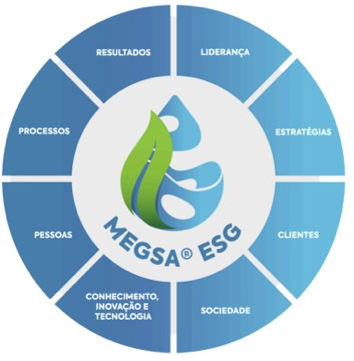 RESULTADOS
LIDERANÇA
PROCESSOS
ESTRATÉGIAS
MEGSA® ESG
PESSOAS
CLIENTES
CONHECIMENTO,
INOVAÇÃO E
TECNOLOGIA
SOCIEDADE